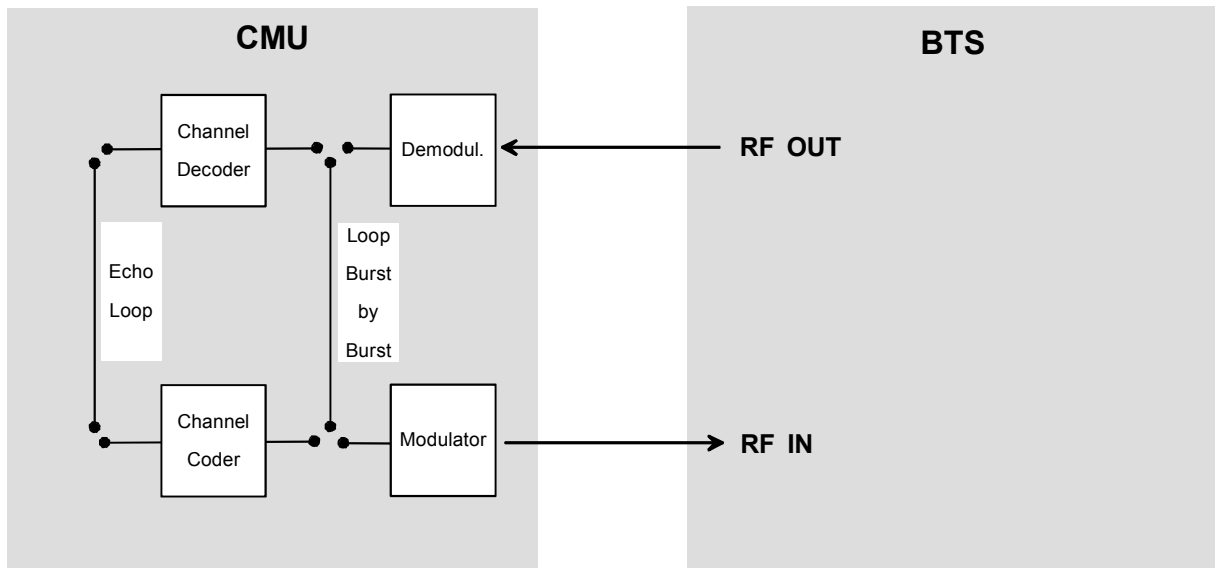 CMU
BTS
Channel
Decoder
Demodul.
RF OUT
Echo
Loop
Loop
Burst
by
Burst
Channel
Coder
Modulator
RF IN